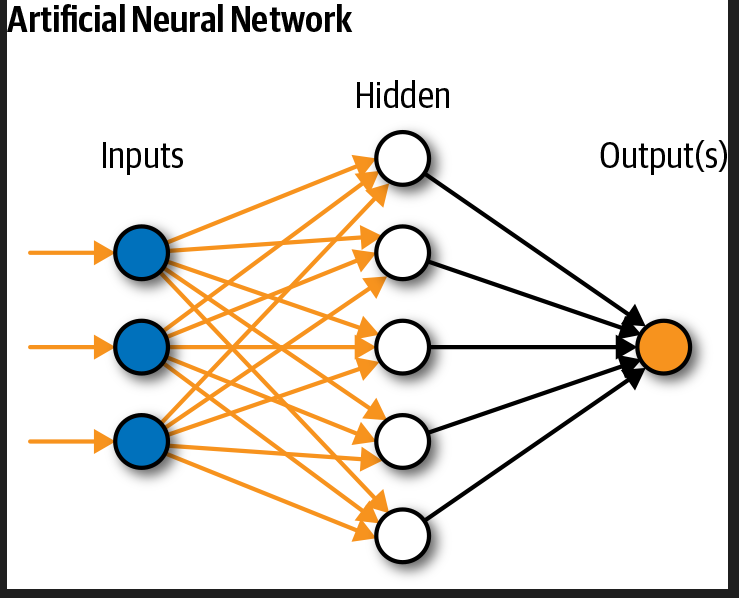 Artificial Neural Network
Hidden
Inputs
Output(s)